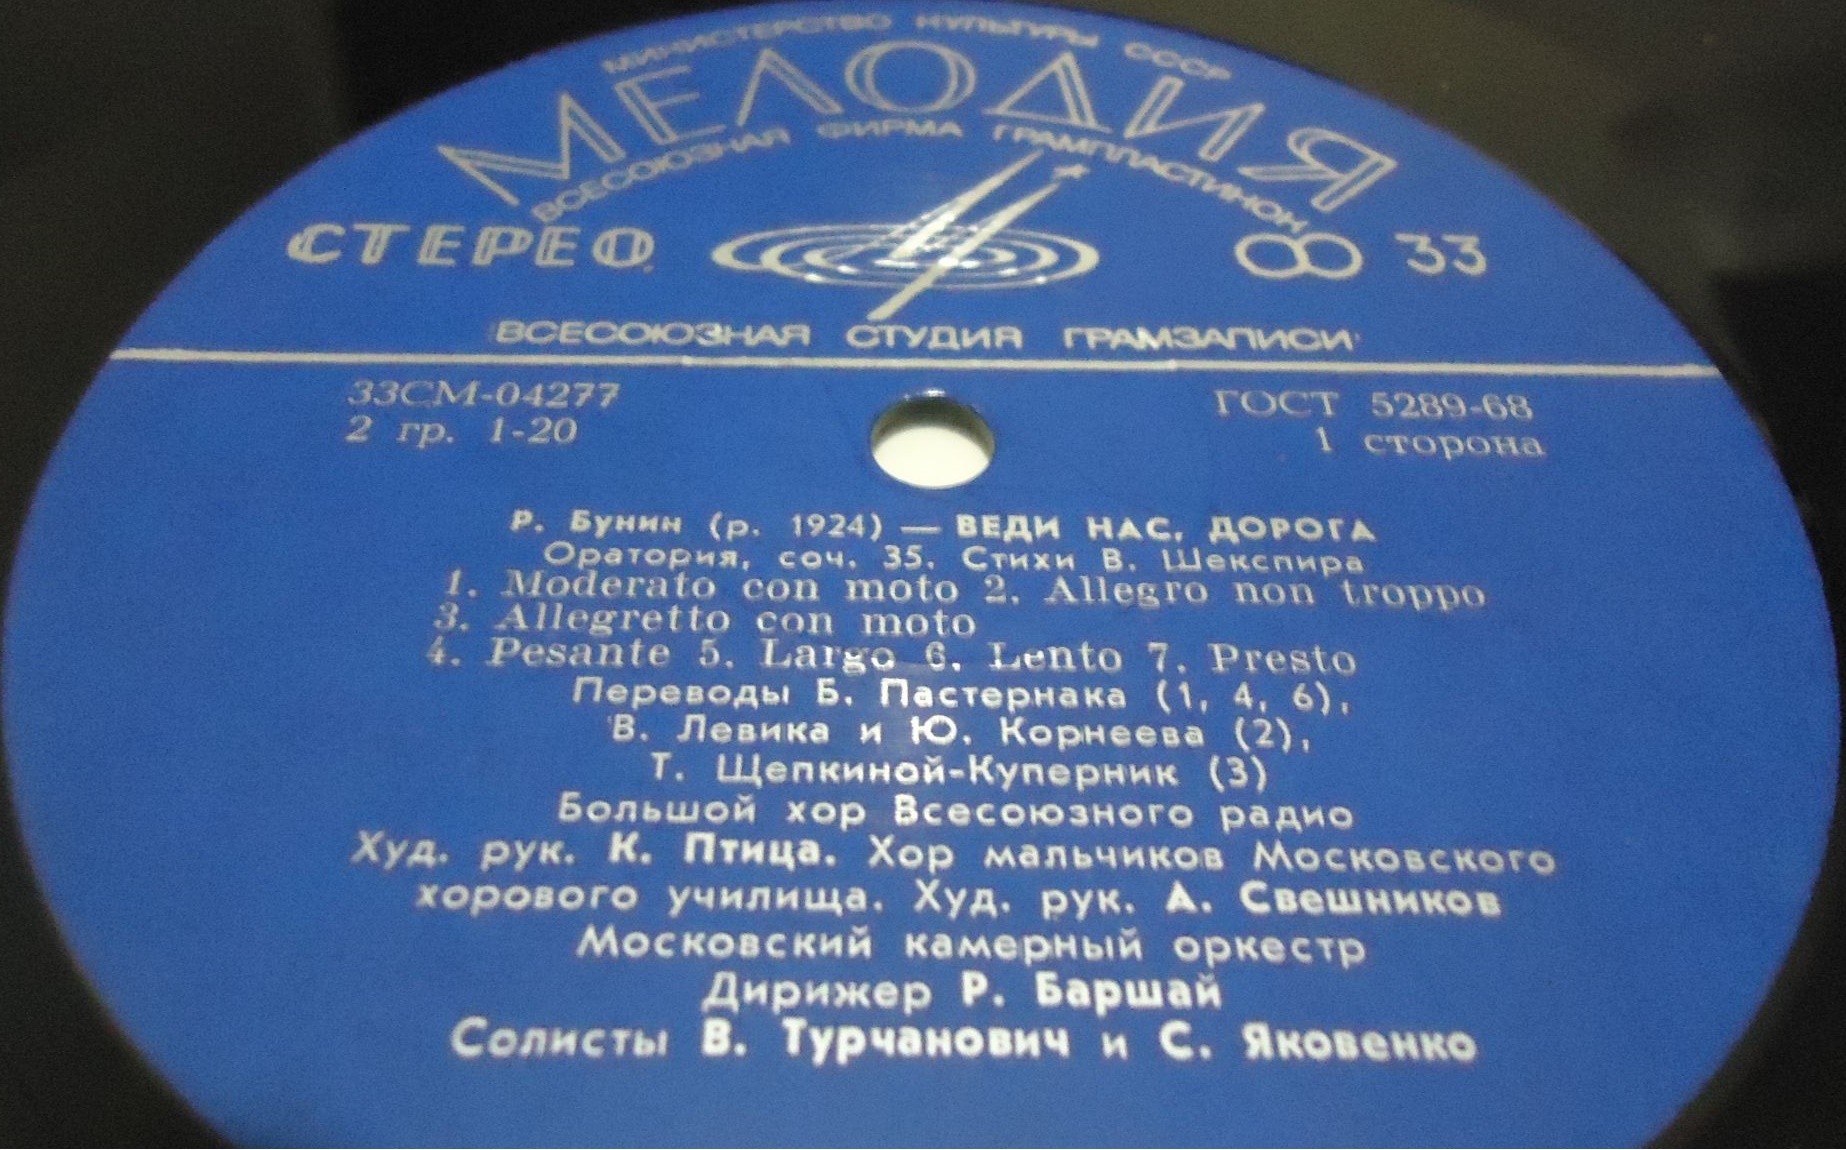 МИНИСТЕРСТВО КУЛЬТУРЫ СССР
МЕЛОДИЯ
ВСЕСОЮЗНАЯ ФИРМА ГРАМПЛАСТИНОК
СТЕРЕО 33
ВСЕСОЮЗНАЯ СТУДИЯ ГРАМЗАПИСИ
33СМ-04277 ГОСТ 5289-68
2 гр. 1-20 1 сторона
Р. Бунин (р. 1924) — ВЕДИ НАС, ДОРОГА
Оратория, соч. 35. Стихи В. Шекспира
1. Moderato con moto 2. Allegro non troppo
3. Allegretto con moto
4. Pesante 5. Largo 6. Lento 7. Presto
Переводы Б. Пастернака (1, 4, 6),
В. Левика и Ю. Корнеева (2),
Т. Щепкиной-Куперник (3)
Большой хор Всесоюзного радио
Худ. рук. К. Птица. Хор мальчиков Московского
хорового училища. Худ. рук. А. Свешников
Московский камерный оркестр
Дирижер Р. Баршай
Солисты В. Турчанович и С. Яковенко